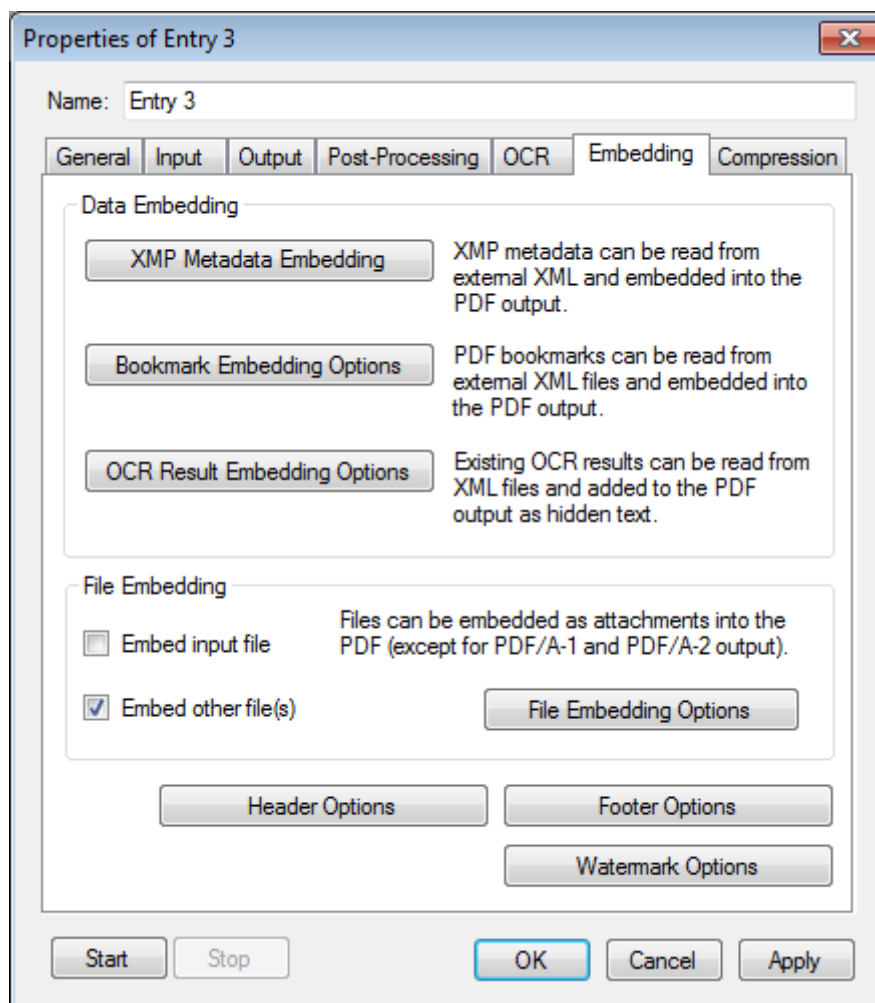 Properties of Entry 3
Name: Entry 3
General Input Output Post-Processing OCR Embedding Compression
Data Embedding
XMP Metadata Embedding
XMP metadata can be read from
external XML and embedded into the
PDF output.
Bookmark Embedding Options
PDF bookmarks can be read from
external XML files and embedded into
the PDF output.
OCR Result Embedding Options
Existing OCR results can be read from
XML files and added to the PDF
output as hidden text.
File Embedding
Embed input file
Files can be embedded as attachments into the
PDF (except for PDF/A-1 and PDF/A-2 output).
Embed other file(s)
File Embedding Options
Header Options Footer Options
Watermark Options
Start Stop OK Cancel Apply